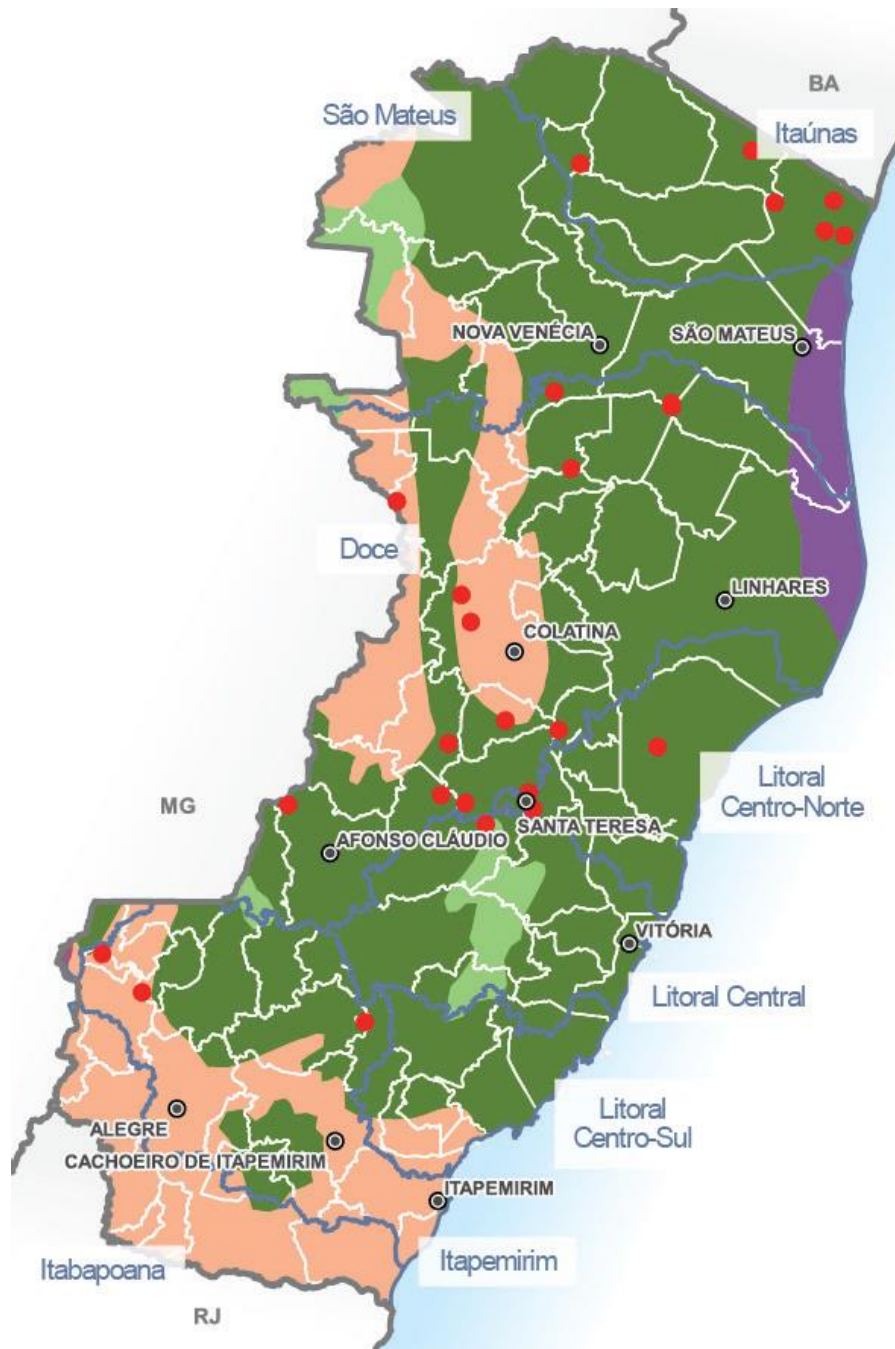 BA
São Mateus
Itaúnas
NOVA VENÉCIA
SÃO MATEUS
Doce
LINHARES
COLATINA
Litoral
Centro-Norte
MG
SANTA TERESA
AFONSO CLÁUDIO
VITÓRIA
Litoral Central
Litoral
Centro-Sul
ALEGRE
CACHOEIRO DE ITAPEMIRIM
ITAPEMIRIM
Itabapoana
Itapemirim
RJ